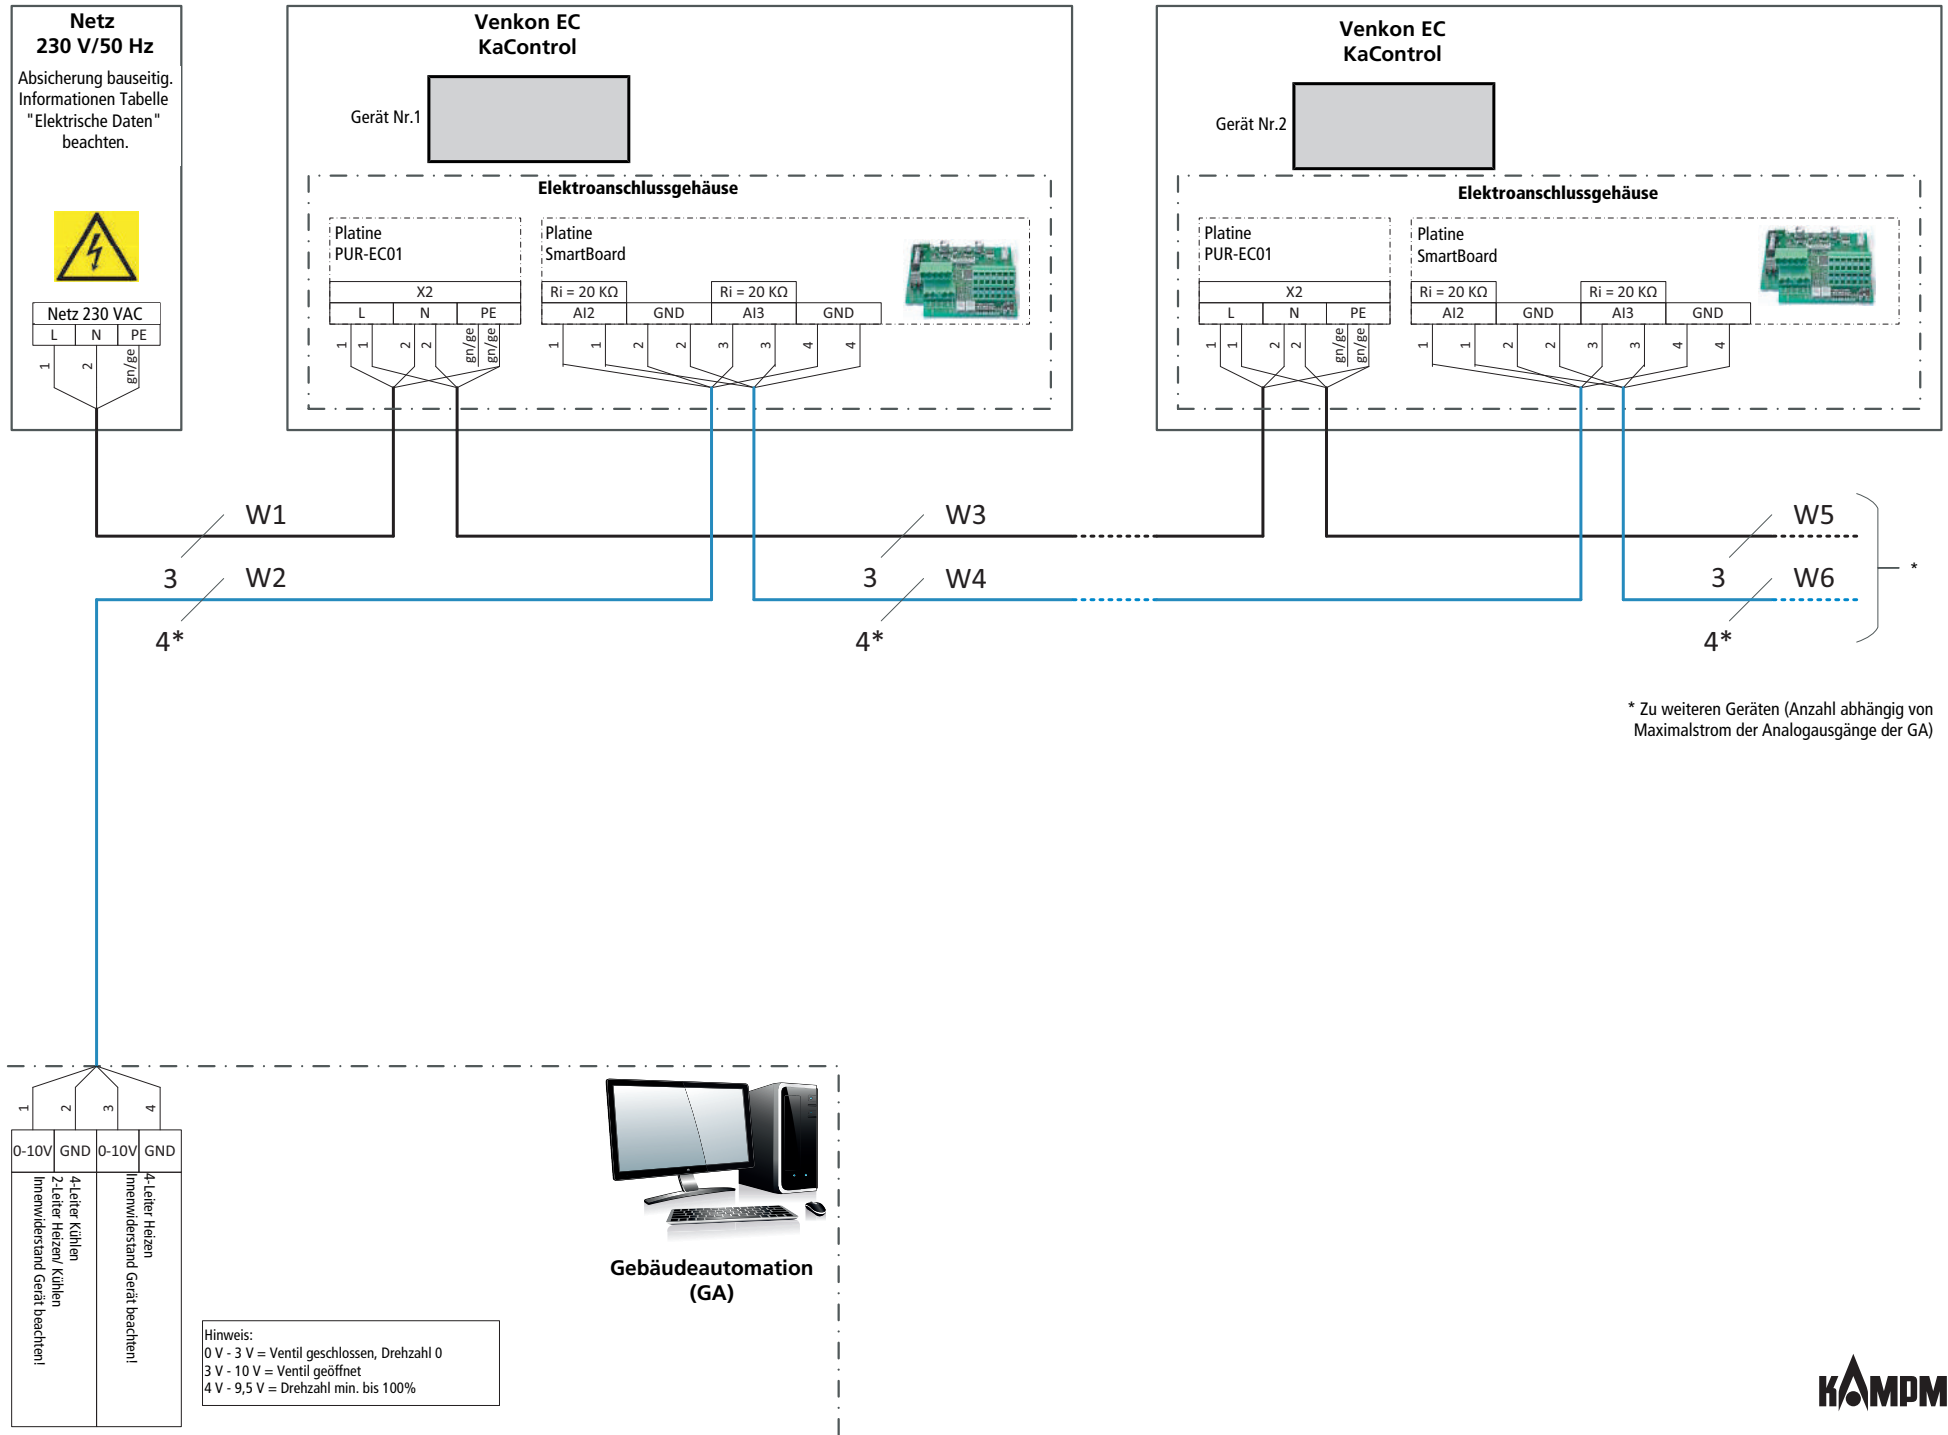 Netz
230 V/50 Hz
Absicherung bauseitig.
Informationen Tabelle
"Elektrische Daten"
beachten.
Netz 230 VAC
L N PE
1 2 gn/ge
Venkon EC
KaControl
Gerät Nr.1
Elektroanschlussgehäuse
Platine
PUR-EC01
X2
L N PE
1 1 2 2 gn/ge gn/ge
Platine
SmartBoard
Ri = 20 KΩ Ri = 20 KΩ
AI2 GND AI3 GND
1 1 2 2 3 3 4 4
Venkon EC
KaControl
Gerät Nr.2
Elektroanschlussgehäuse
Platine
PUR-EC01
X2
L N PE
1 1 2 2 gn/ge gn/ge
Platine
SmartBoard
Ri = 20 KΩ Ri = 20 KΩ
AI2 GND AI3 GND
1 1 2 2 3 3 4 4
W1 W3 W5
3 W2 3 W4 3 W6 *
4* 4* 4*
* Zu weiteren Geräten (Anzahl abhängig von
Maximalstrom der Analogausgänge der GA)
1 2 3 4
0-10V GND 0-10V GND
4-Leiter Kühlen
2-Leiter Heizen/ Kühlen
Innenwiderstand Gerät beachten!
4-Leiter Heizen
Innenwiderstand Gerät beachten!
Gebäudeautomation
(GA)
Hinweis:
0 V - 3 V = Ventil geschlossen, Drehzahl 0
3 V - 10 V = Ventil geöffnet
4 V - 9,5 V = Drehzahl min. bis 100%
KAMPM